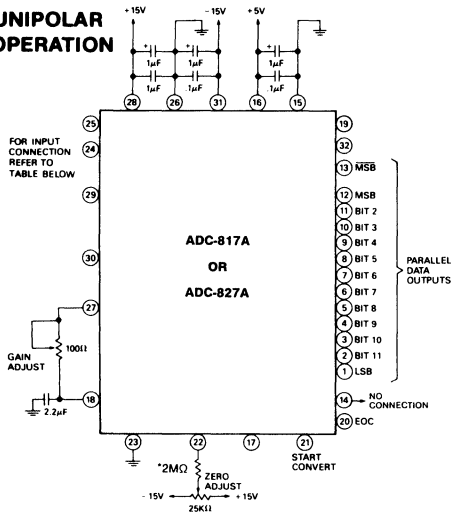 UNIPOLAR
OPERATION
+15V
-15V
+5V
+
1µF
+
1µF
+
1µF
.1µF
.1µF
.1µF
28
26
31
16
15
25
24
29
30
27
18
FOR INPUT
CONNECTION
REFER TO
TABLE BELOW
GAIN
ADJUST
100Ω
2.2µF
ADC-817A
OR
ADC-827A
19
32
13 MSB
12 MSB
11 BIT 2
10 BIT 3
9 BIT 4
8 BIT 5
7 BIT 6
6 BIT 7
5 BIT 8
4 BIT 9
3 BIT 10
2 BIT 11
1 LSB
PARALLEL
DATA
OUTPUTS
14 NO
CONNECTION
20 EOC
23
22
17
21
START
CONVERT
*2MΩ
ZERO
ADJUST
-15V
+15V
25KΩ